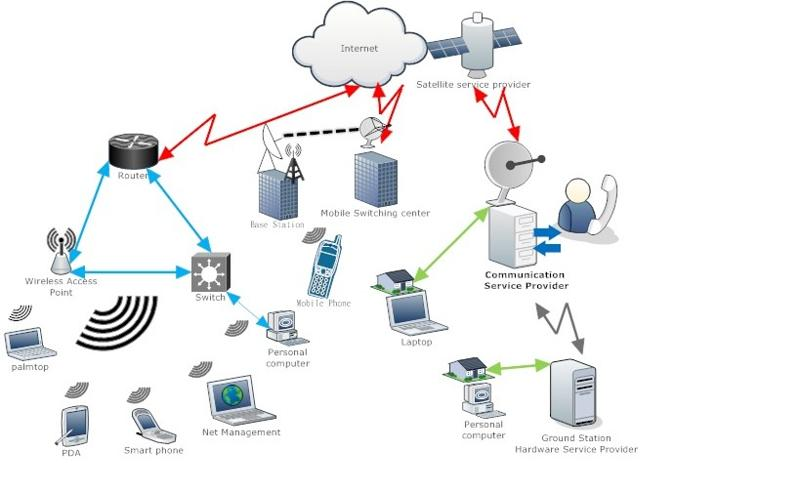 Internet
Satellite service provider
Router
Base Station
Mobile Switching center
Wireless Access
Point
Switch
Mobile Phone
Communication
Service Provider
Personal
computer
Laptop
palmtop
PDA
Smart phone
Net Management
Personal
computer
Ground Station
Hardware Service Provider